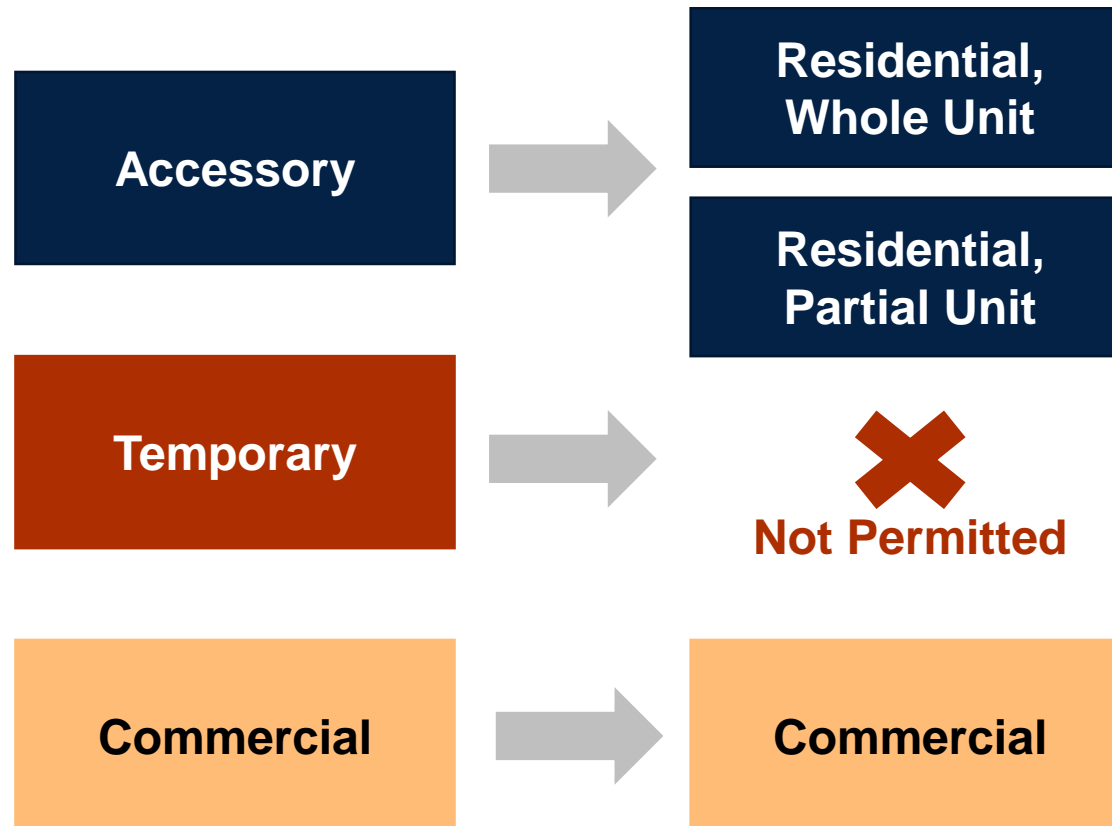 Accessory
Residential,
Whole Unit
Residential,
Partial Unit
Temporary
Not Permitted
Commercial
Commercial